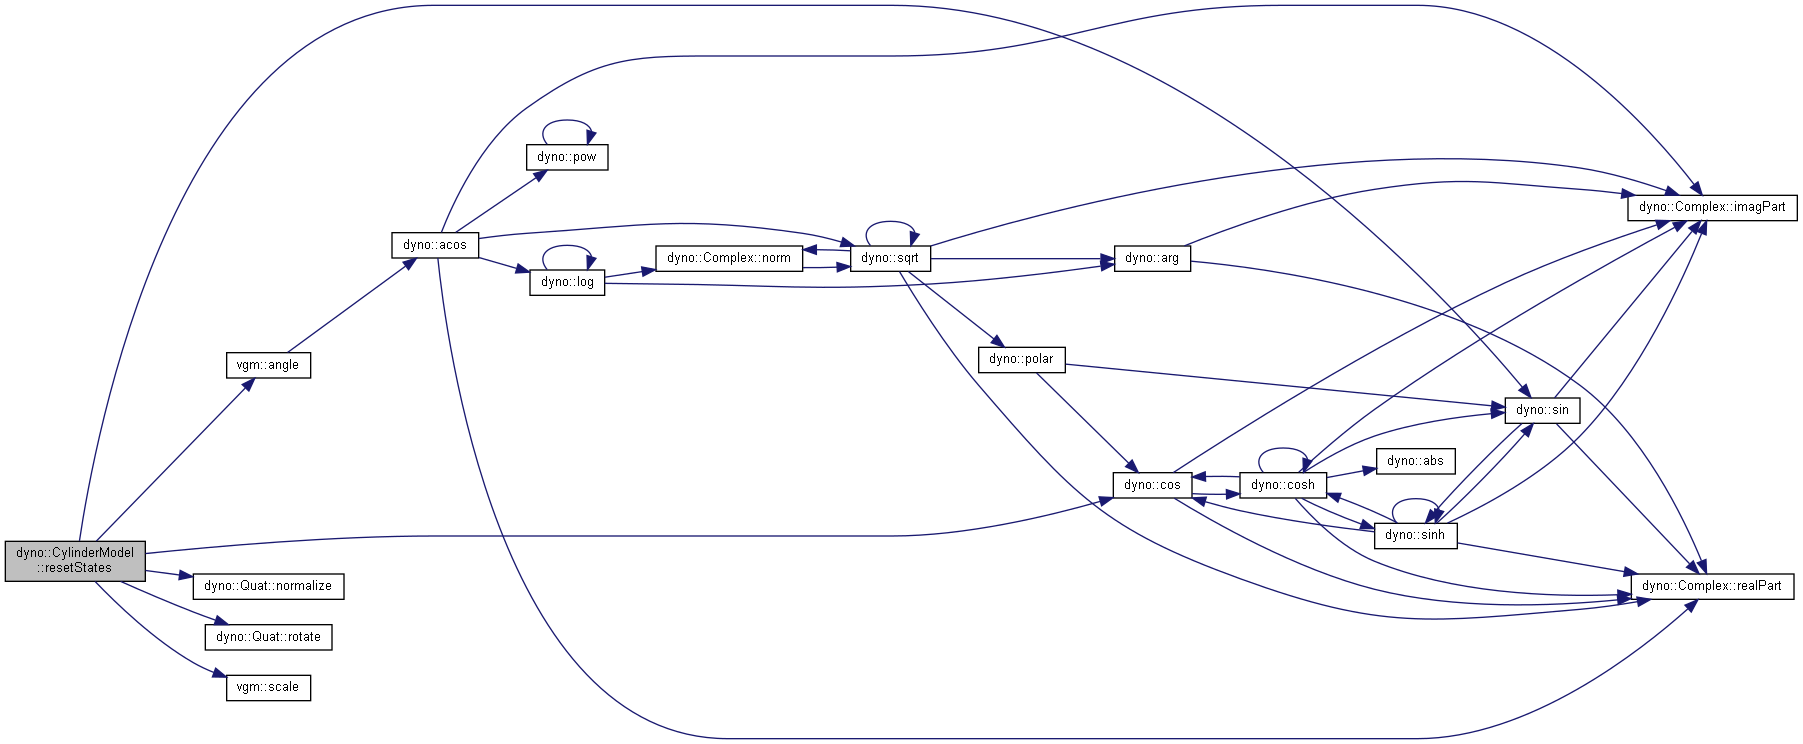 dyno::CylinderModel
::resetStates
vgm::angle
dyno::Quat::normalize
dyno::Quat::rotate
vgm::scale
dyno::acos
dyno::pow
dyno::log
dyno::Complex::norm
dyno::sqrt
dyno::polar
dyno::arg
dyno::cos
dyno::cosh
dyno::abs
dyno::sinh
dyno::sin
dyno::Complex::imagPart
dyno::Complex::realPart